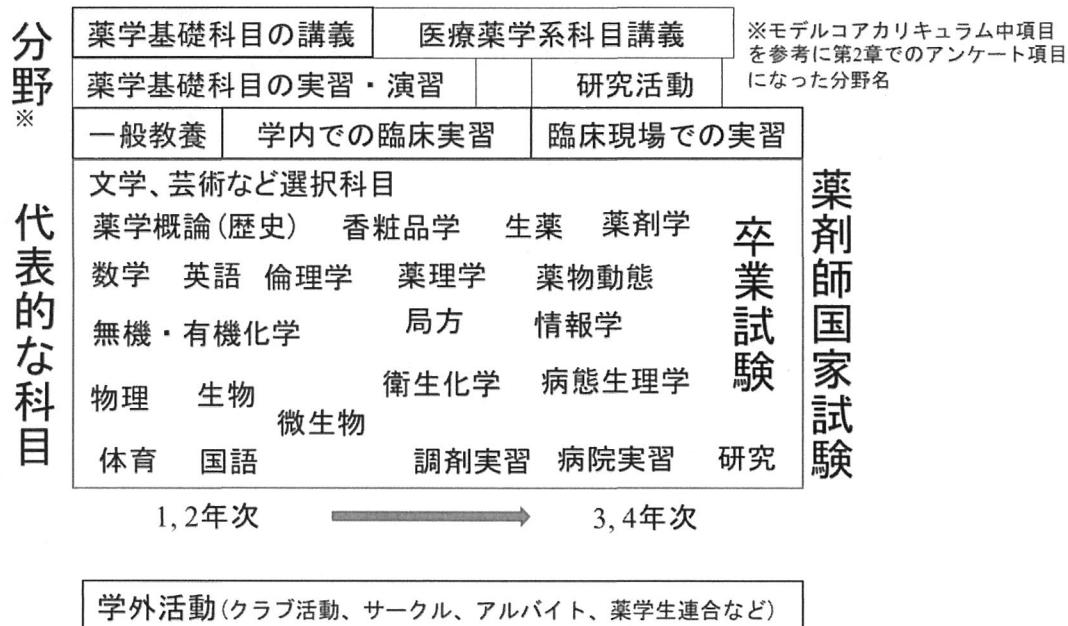 分野※
薬学基礎科目の講義 医療薬学系科目講義
※モデルコアカリキュラム中項目
を参考に第2章でのアンケート項目
になった分野名
薬学基礎科目の実習・演習 研究活動
一般教養 学内での臨床実習 臨床現場での実習
代表的な科目
文学、芸術など選択科目
薬学概論(歴史) 香粧品学 生薬 薬剤学
数学 英語 倫理学 薬理学 薬物動態
無機・有機化学 局方 情報学
物理 生物 衛生化学 病態生理学
微生物
体育 国語 調剤実習 病院実習 研究
卒業試験
薬剤師国家試験
1, 2年次 3, 4年次
学外活動(クラブ活動、サークル、アルバイト、薬学生連合など)